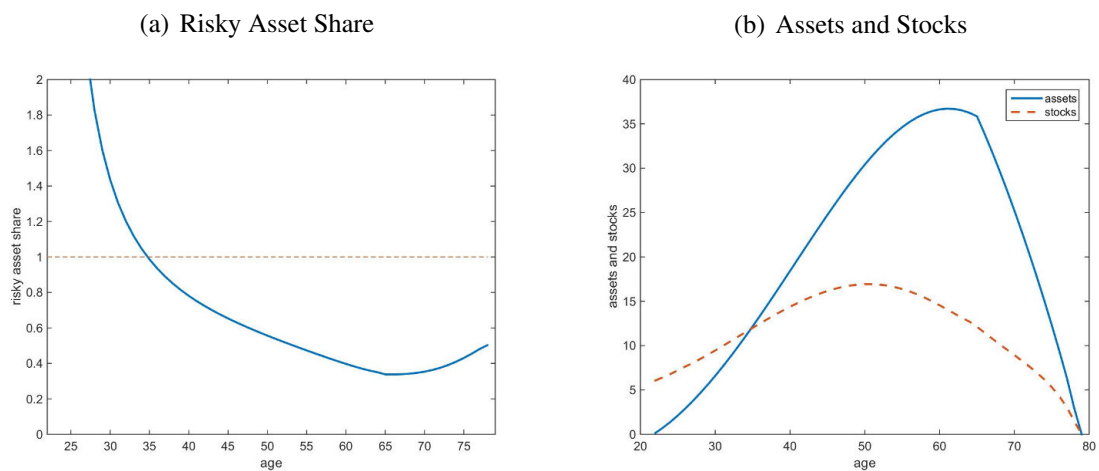 (a) Risky Asset Share
2
1.8
1.6
1.4
1.2
1
0.8
0.6
0.4
0.2
0
risky asset share
25 30 35 40 45 50 55 60 65 70 75
age
(b) Assets and Stocks
40
35
30
25
20
15
10
5
0
assets and stocks
assets
stocks
20 30 40 50 60 70 80
age